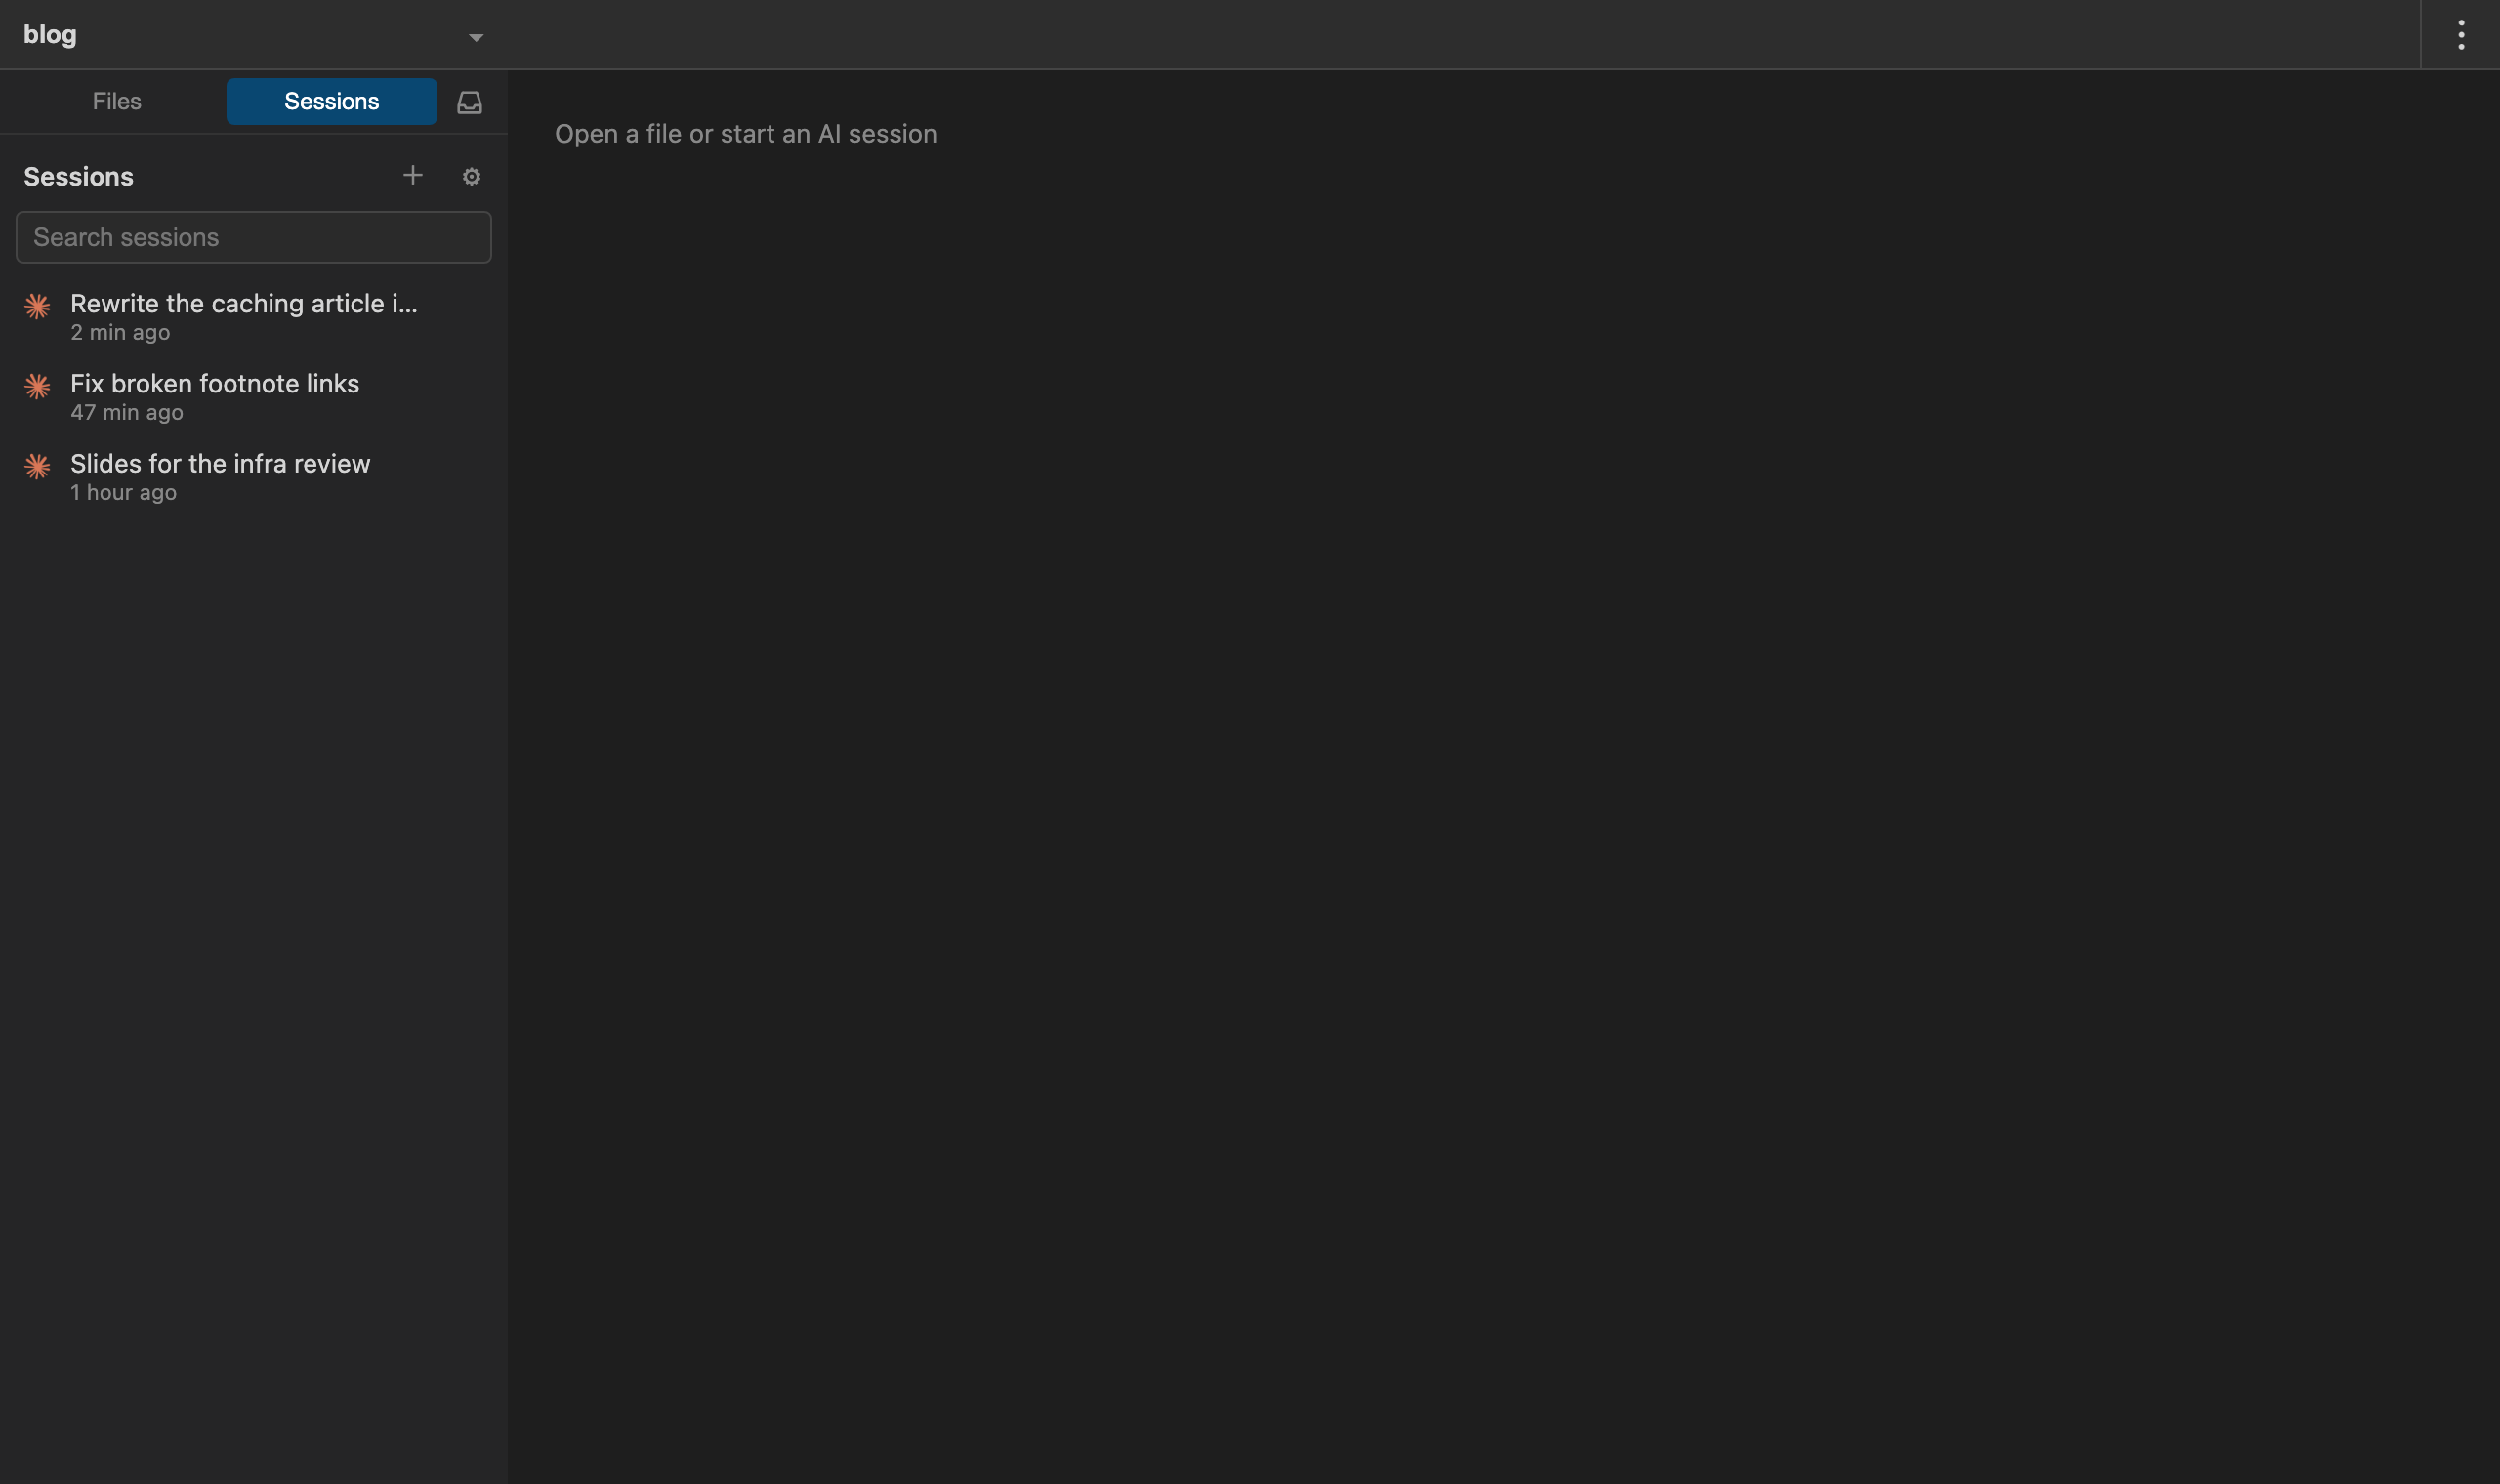 blog
Files
Sessions
Open a file or start an AI session
Sessions
Search sessions
Rewrite the caching article i...
2 min ago
Fix broken footnote links
47 min ago
Slides for the infra review
1 hour ago